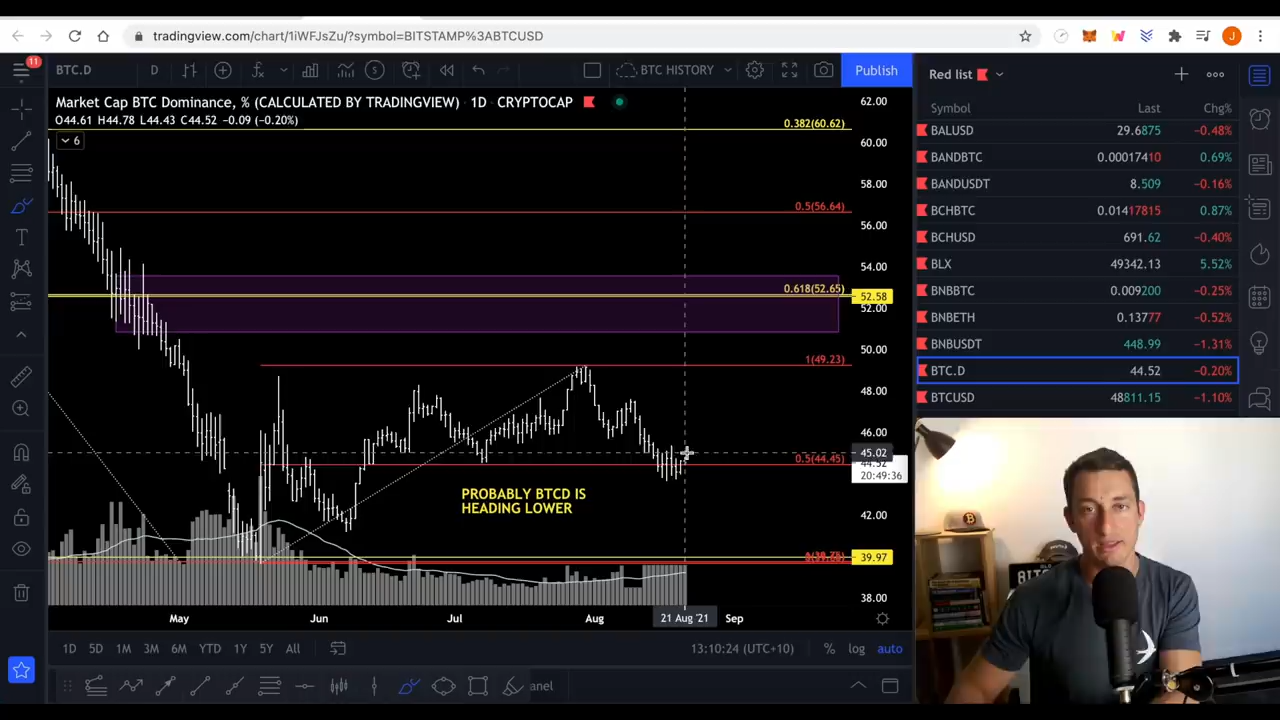 tradingview.com/chart/1iWFJsZu/?symbol=BITSTAMP%3ABTCUSD
J
11
BTC.D
D
S
BTC HISTORY
Publish
Red list
Market Cap BTC Dominance, % (CALCULATED BY TRADINGVIEW) · 1D · CRYPTOCAP
O44.61 H44.78 L44.43 C44.52 −0.09 (−0.20%)
6
Symbol Last Chg%
BALUSD 29.6875 −0.48%
BANDBTC 0.00017410 0.69%
BANDUSDT 8.509 −0.16%
BCHBTC 0.01417815 0.87%
BCHUSD 691.62 −0.40%
BLX 49342.13 5.52%
BNBBTC 0.009200 −0.25%
BNBETH 0.13777 −0.52%
BNBUSDT 448.99 −1.31%
BTC.D 44.52 −0.20%
BTCUSD 48811.15 −1.10%
0.382(60.62)
0.5(56.64)
0.618(52.65)
1(49.23)
0.5(44.45)
62.00
60.00
58.00
56.00
54.00
52.58
52.00
50.00
48.00
46.00
45.02
44.52
20:49:36
42.00
39.97
38.00
PROBABLY BTCD IS
HEADING LOWER
May Jun Jul Aug 21 Aug '21 Sep
1D 5D 1M 3M 6M YTD 1Y 5Y All
13:10:24 (UTC+10) % log auto
anel
BIT